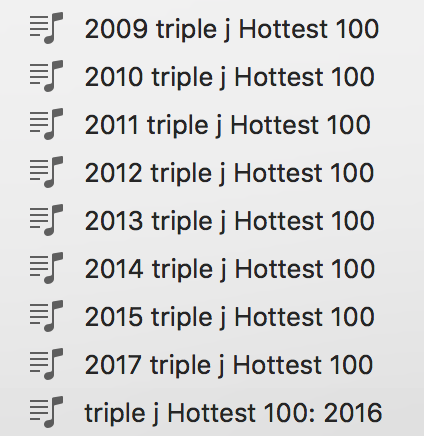 2009 triple j Hottest 100
2010 triple j Hottest 100
2011 triple j Hottest 100
2012 triple j Hottest 100
2013 triple j Hottest 100
2014 triple j Hottest 100
2015 triple j Hottest 100
2017 triple j Hottest 100
triple j Hottest 100: 2016